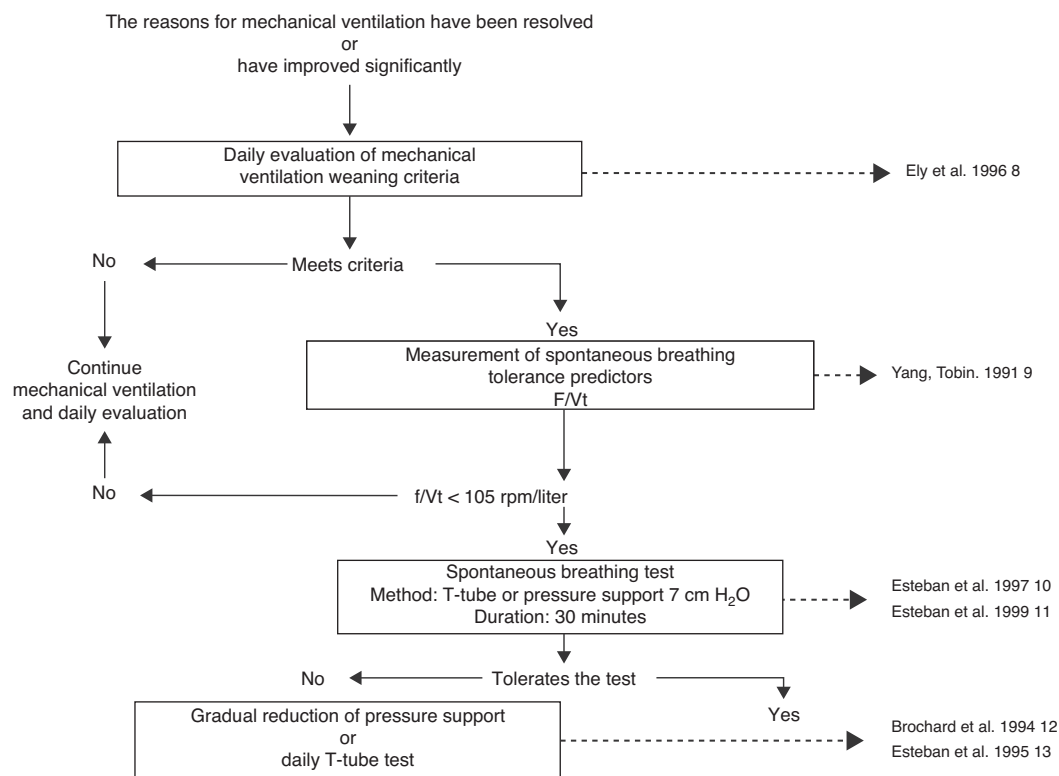 The reasons for mechanical ventilation have been resolved
or
have improved significantly
Daily evaluation of mechanical
ventilation weaning criteria
Ely et al. 1996 8
No
Meets criteria
Yes
Measurement of spontaneous breathing
tolerance predictors
F/Vt
Yang, Tobin. 1991 9
Continue
mechanical ventilation
and daily evaluation
No
f/Vt < 105 rpm/liter
Yes
Spontaneous breathing test
Method: T-tube or pressure support 7 cm H₂O
Duration: 30 minutes
Esteban et al. 1997 10
Esteban et al. 1999 11
No
Tolerates the test
Yes
Gradual reduction of pressure support
or
daily T-tube test
Brochard et al. 1994 12
Esteban et al. 1995 13